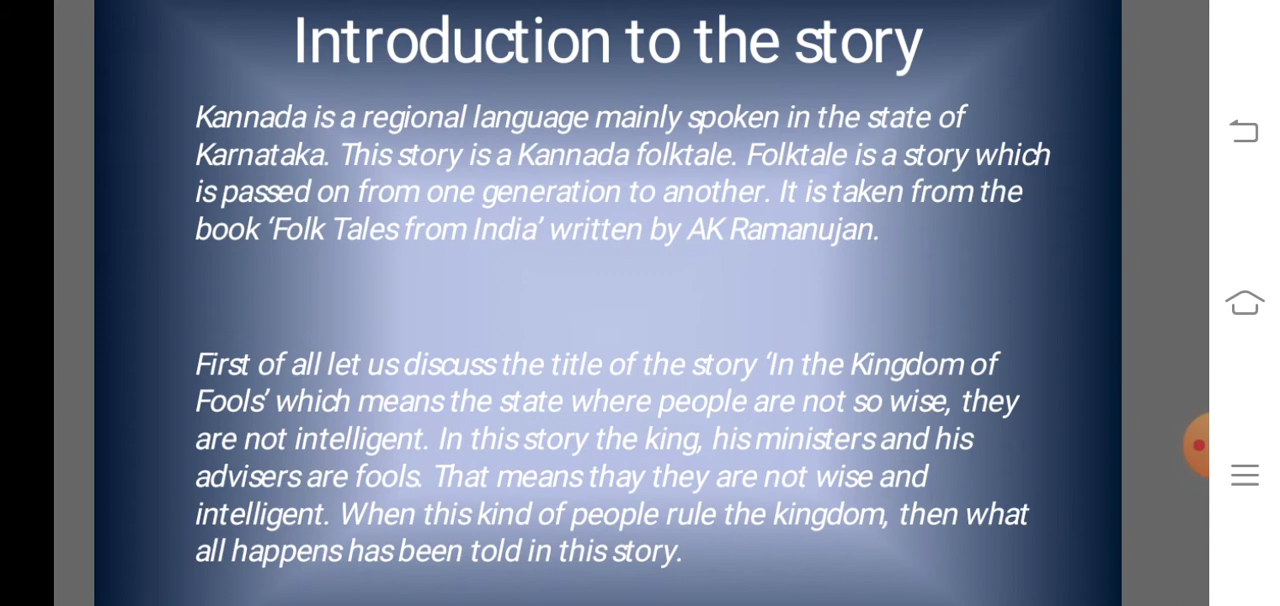 Introduction to the story
Kannada is a regional language mainly spoken in the state of
Karnataka. This story is a Kannada folktale. Folktale is a story which
is passed on from one generation to another. It is taken from the
book ‘Folk Tales from India’ written by AK Ramanujan.
First of all let us discuss the title of the story ‘In the Kingdom of
Fools’ which means the state where people are not so wise, they
are not intelligent. In this story the king, his ministers and his
advisers are fools. That means thay they are not wise and
intelligent. When this kind of people rule the kingdom, then what
all happens has been told in this story.